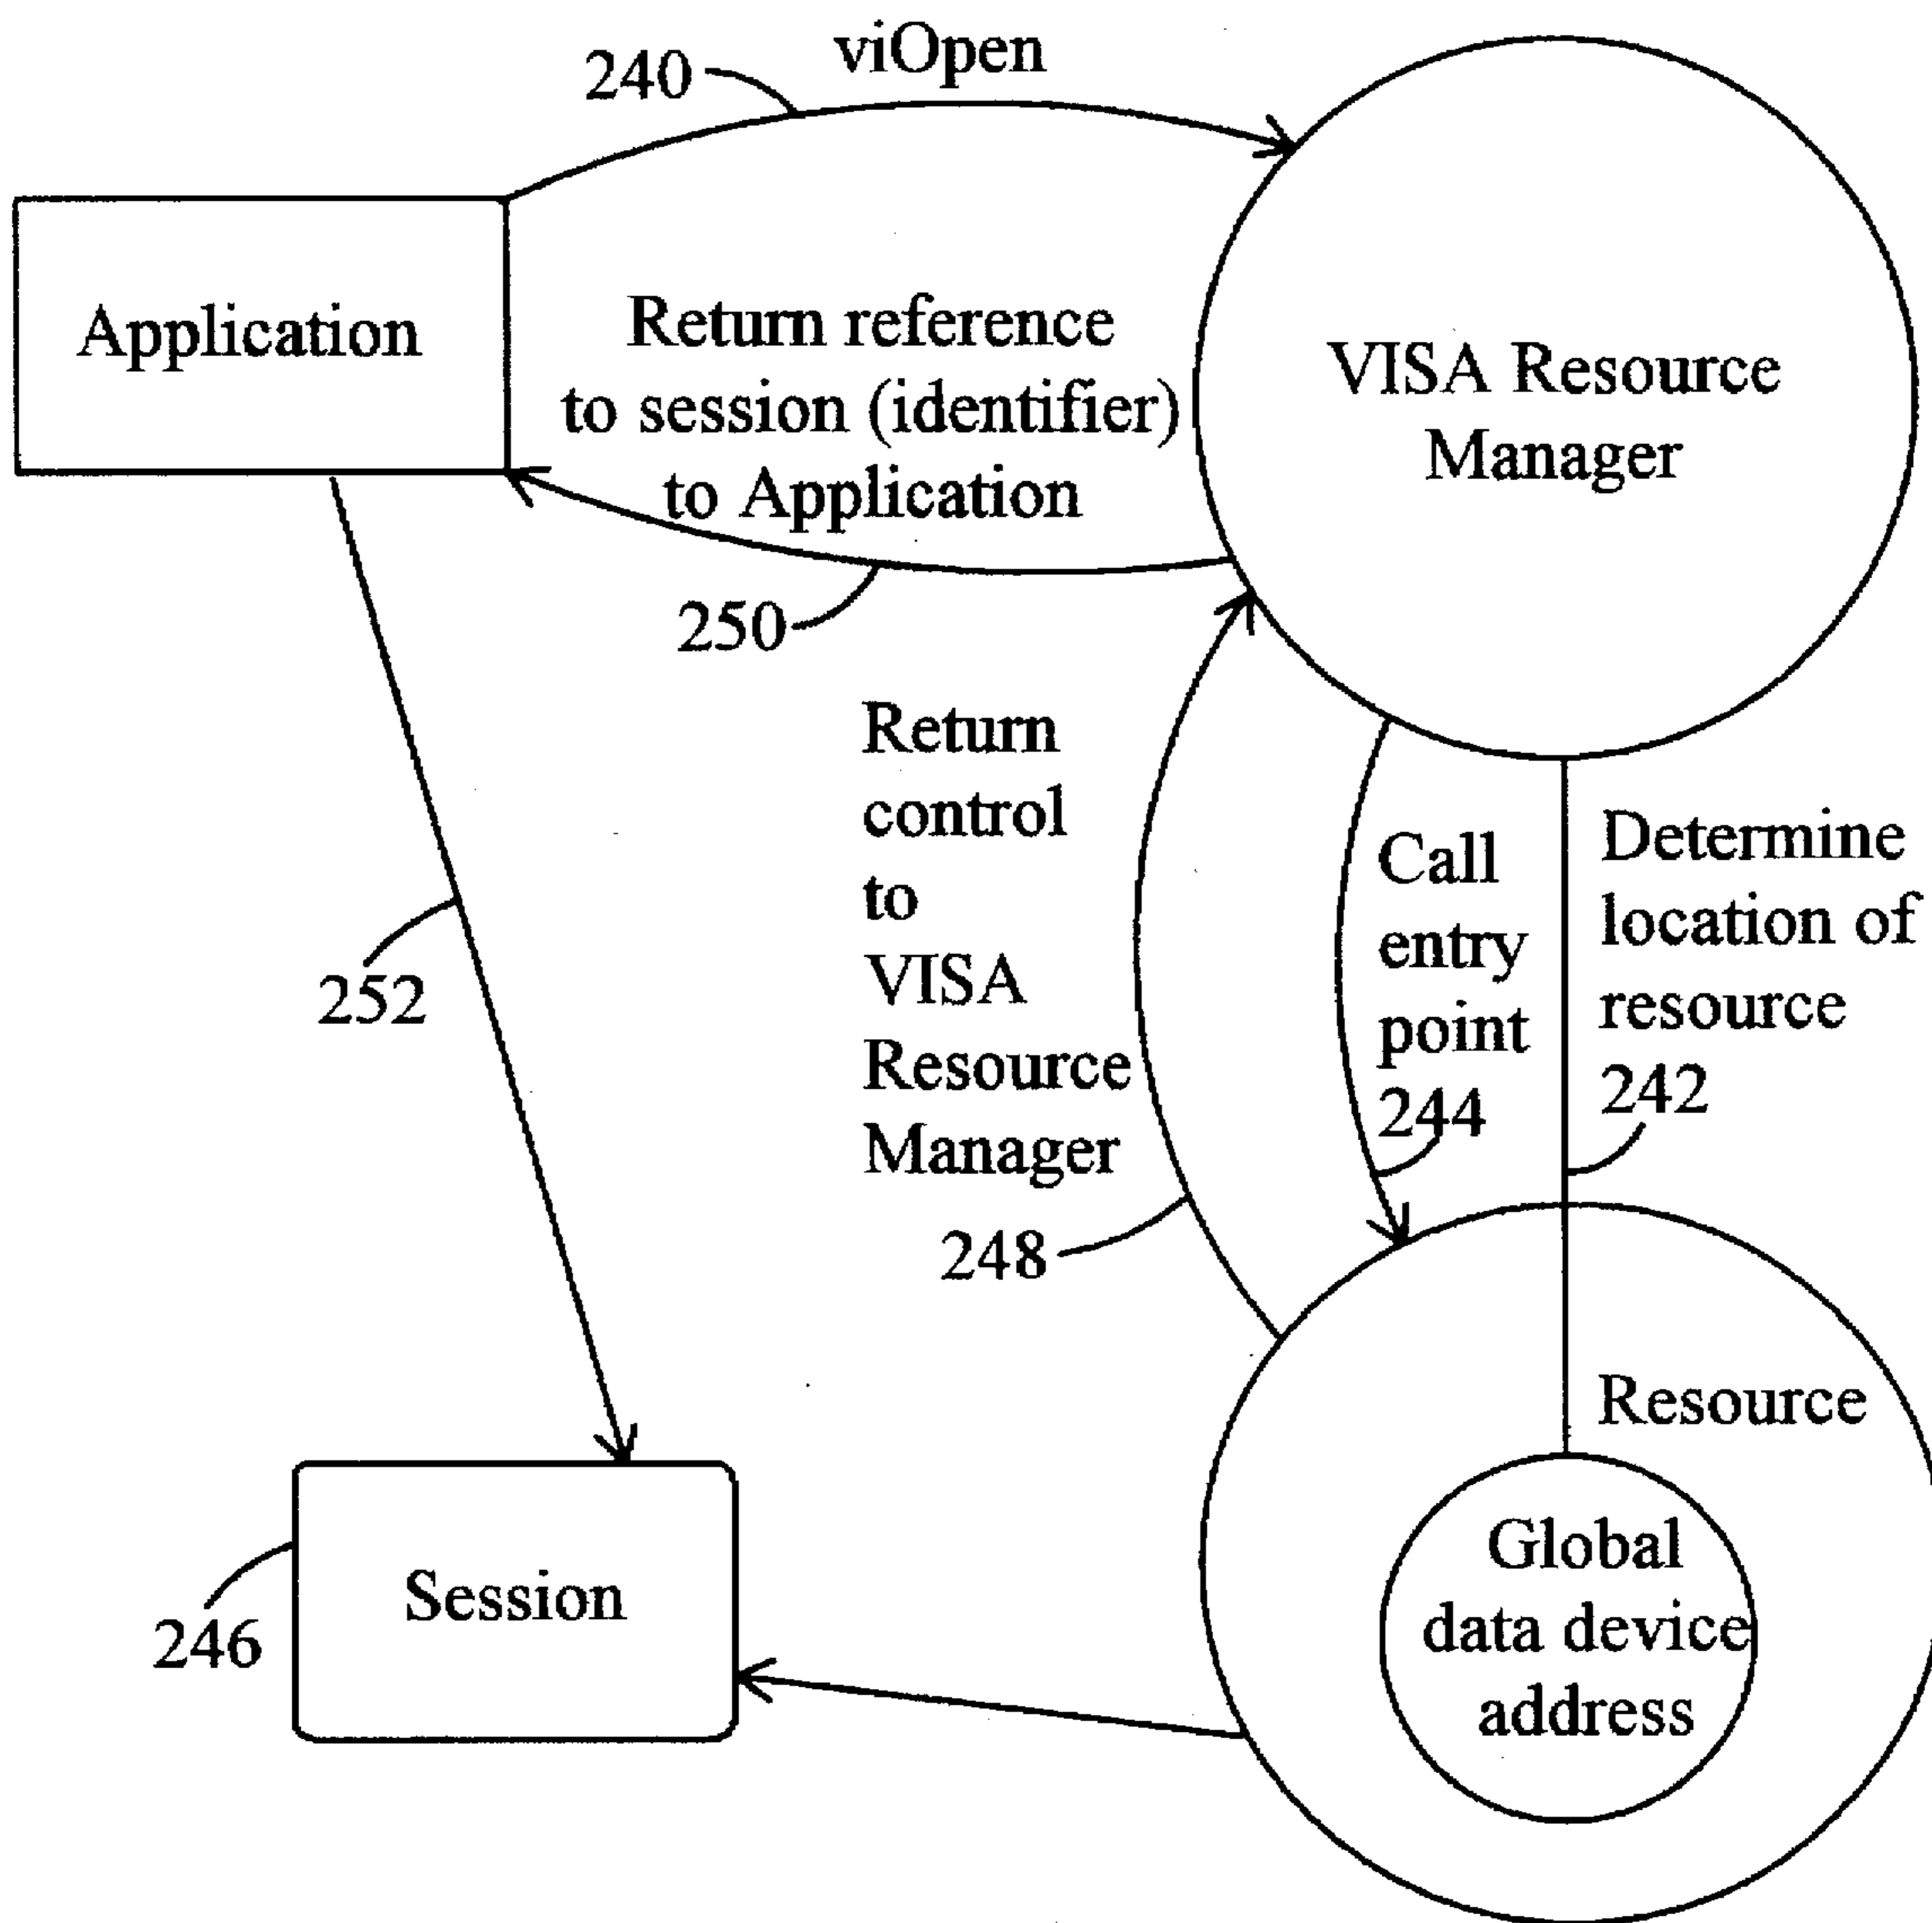 viOpen
240
Application
Return reference
to session (identifier)
to Application
VISA Resource
Manager
250
Return
control
to
VISA
Resource
Manager
248
Call
entry
point
244
Determine
location of
resource
242
252
Resource
Global
data device
address
Session
246